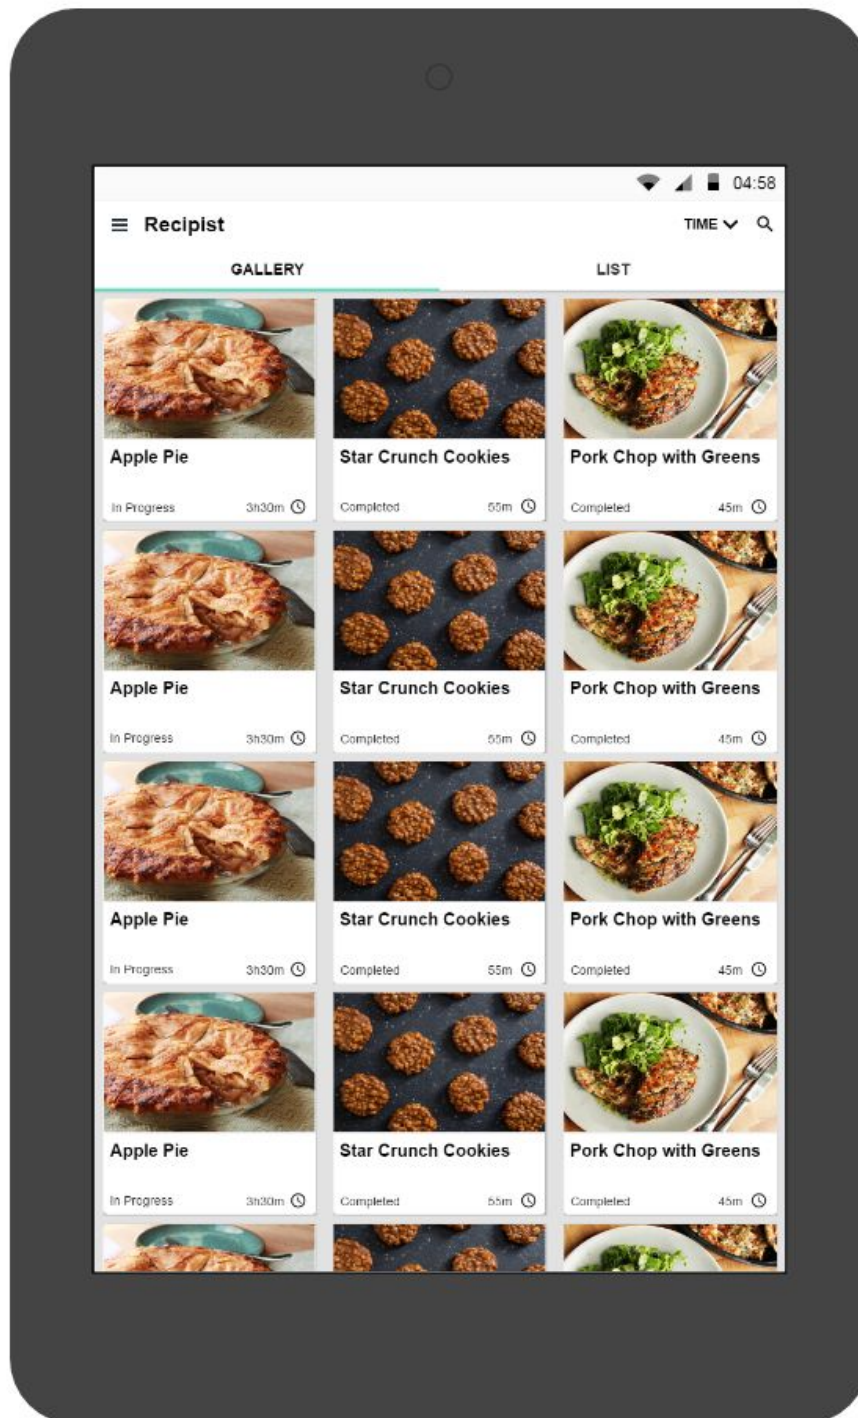 04:58
Recipist TIME
GALLERY LIST
Apple Pie Star Crunch Cookies Pork Chop with Greens
In Progress 3h30m Completed 55m Completed 45m
Apple Pie Star Crunch Cookies Pork Chop with Greens
In Progress 3h30m Completed 55m Completed 45m
Apple Pie Star Crunch Cookies Pork Chop with Greens
In Progress 3h30m Completed 55m Completed 45m
Apple Pie Star Crunch Cookies Pork Chop with Greens
In Progress 3h30m Completed 55m Completed 45m